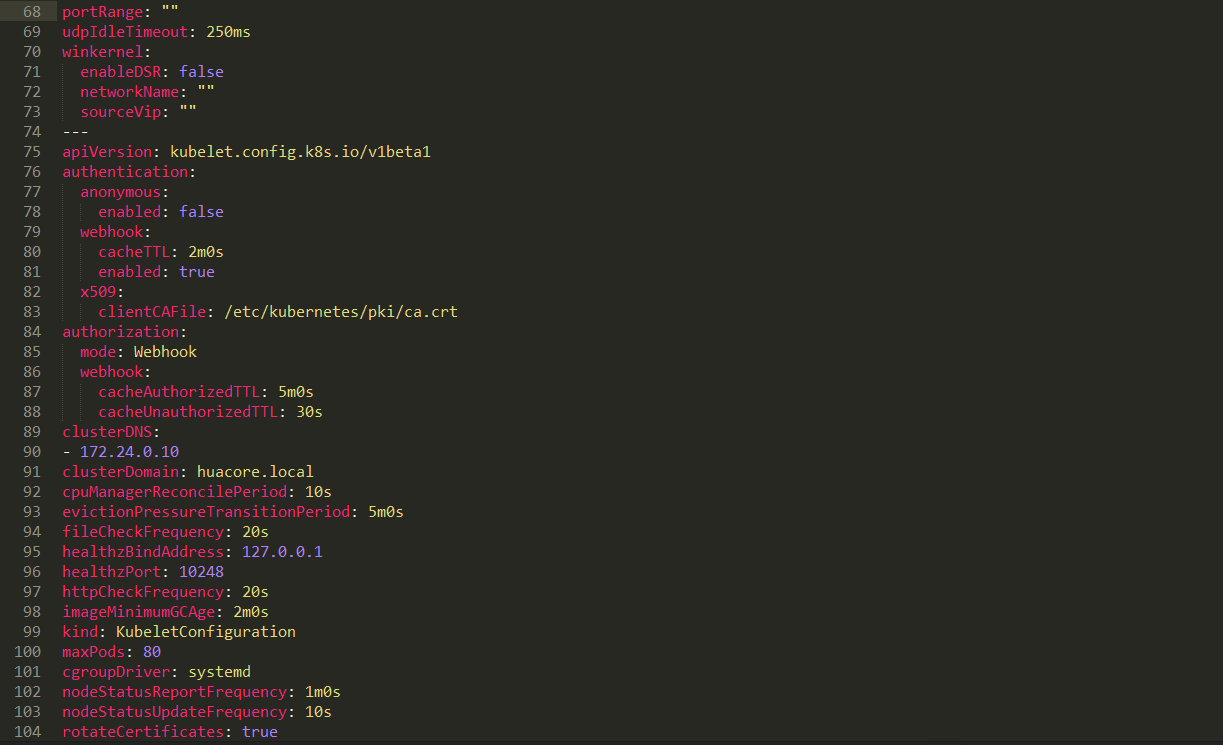 68 portRange: ""
69 udpIdleTimeout: 250ms
70 winkernel:
71   enableDSR: false
72   networkName: ""
73   sourceVip: ""
74 ---
75 apiVersion: kubelet.config.k8s.io/v1beta1
76 authentication:
77   anonymous:
78     enabled: false
79   webhook:
80     cacheTTL: 2m0s
81     enabled: true
82   x509:
83     clientCAFile: /etc/kubernetes/pki/ca.crt
84 authorization:
85   mode: Webhook
86   webhook:
87     cacheAuthorizedTTL: 5m0s
88     cacheUnauthorizedTTL: 30s
89 clusterDNS:
90 - 172.24.0.10
91 clusterDomain: huacore.local
92 cpuManagerReconcilePeriod: 10s
93 evictionPressureTransitionPeriod: 5m0s
94 fileCheckFrequency: 20s
95 healthzBindAddress: 127.0.0.1
96 healthzPort: 10248
97 httpCheckFrequency: 20s
98 imageMinimumGCAge: 2m0s
99 kind: KubeletConfiguration
100 maxPods: 80
101 cgroupDriver: systemd
102 nodeStatusReportFrequency: 1m0s
103 nodeStatusUpdateFrequency: 10s
104 rotateCertificates: true